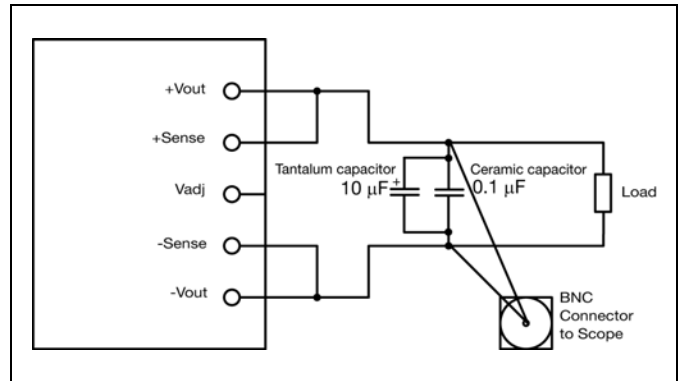 +Vout
+Sense
Vadj
-Sense
-Vout
Tantalum capacitor
10 µF
+
Ceramic capacitor
0.1 µF
Load
BNC
Connector
to Scope